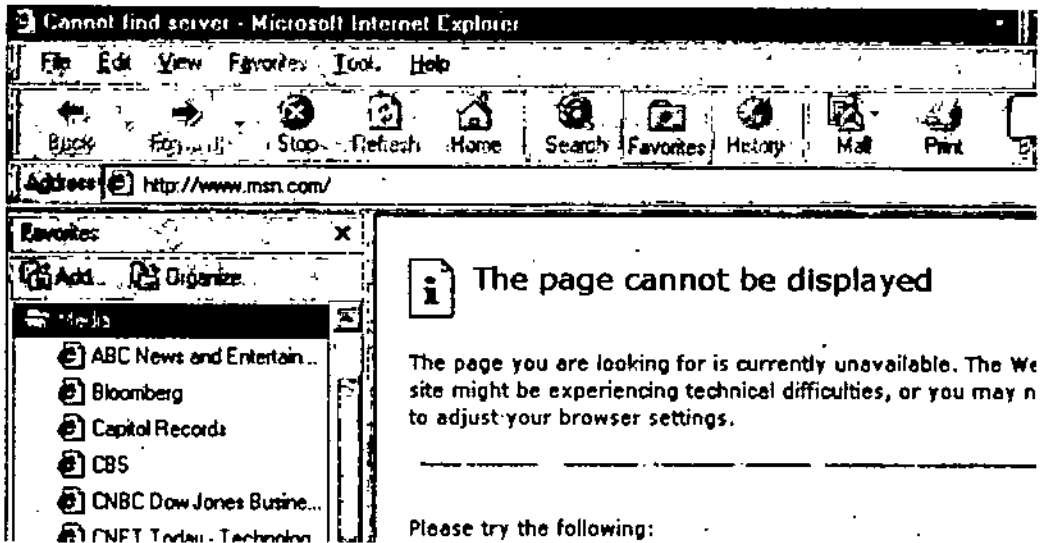 Cannot find server - Microsoft Internet Explorer
File Edit View Favorites Tools Help
Back Forward Stop Refresh Home Search Favorites History Mail Print
Address http://www.msn.com/
Favorites x
Add... Organize...
Media
ABC News and Entertain...
Bloomberg
Capitol Records
CBS
CNBC Dow Jones Busine...
CNET Today - Technolog
The page cannot be displayed
The page you are looking for is currently unavailable. The We
site might be experiencing technical difficulties, or you may n
to adjust your browser settings.
Please try the following: